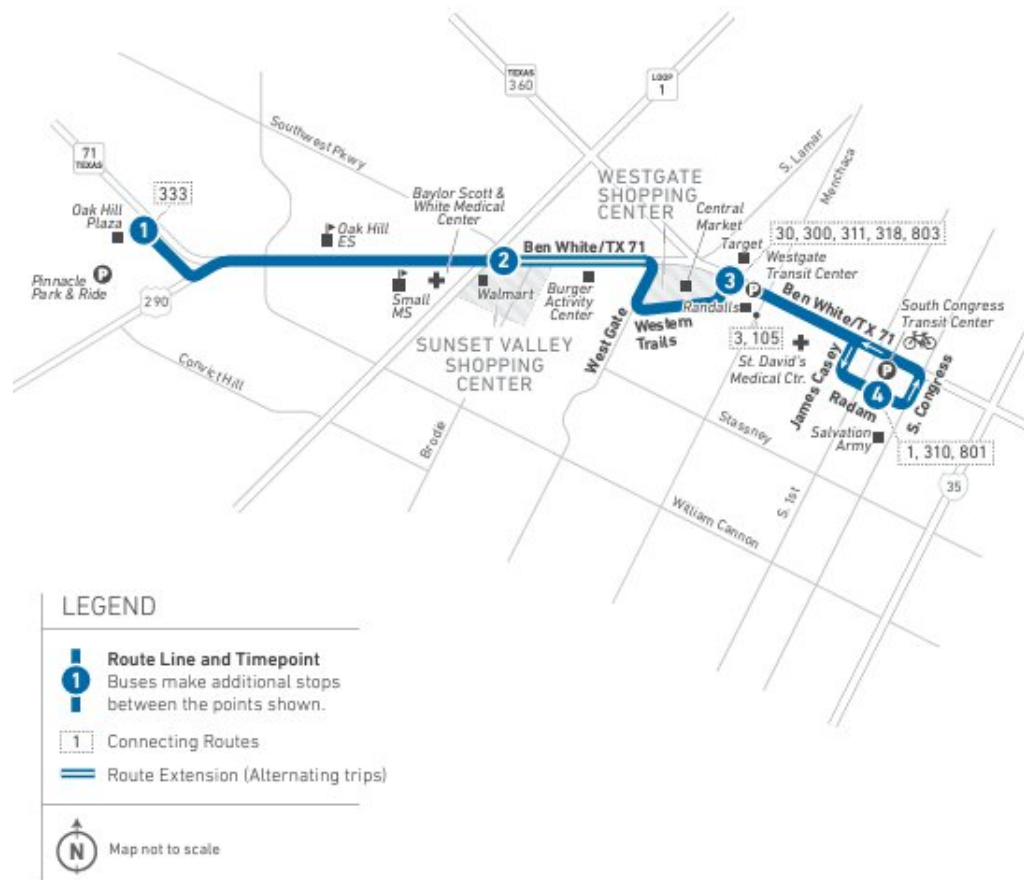 TEXAS
360
LOOP
1
71
TEXAS
Southwest Pkwy
S. Lamar
Menchaca
333
Oak Hill
Plaza
1
Oak Hill
ES
Baylor Scott &
White Medical
Center
WESTGATE
SHOPPING
CENTER
Central
Market
Target
30, 300, 311, 318, 803
Westgate
Transit Center
2
Ben White/TX 71
3
P
Ben White/TX 71
South Congress
Transit Center
Pinnacle
Park & Ride
P
290
Small
MS
Walmart
Burger
Activity
Center
Randalls
West Gate
Western
Trails
3, 105
St. David's
Medical Ctr.
SUNSET VALLEY
SHOPPING
CENTER
James Casey
P
4
Radam
S. Congress
Convict Hill
Brode
Stassney
Salvation
Army
1, 310, 801
35
S. 1st
William Cannon
LEGEND
1
Route Line and Timepoint
Buses make additional stops
between the points shown.
1
Connecting Routes
Route Extension (Alternating trips)
N
Map not to scale